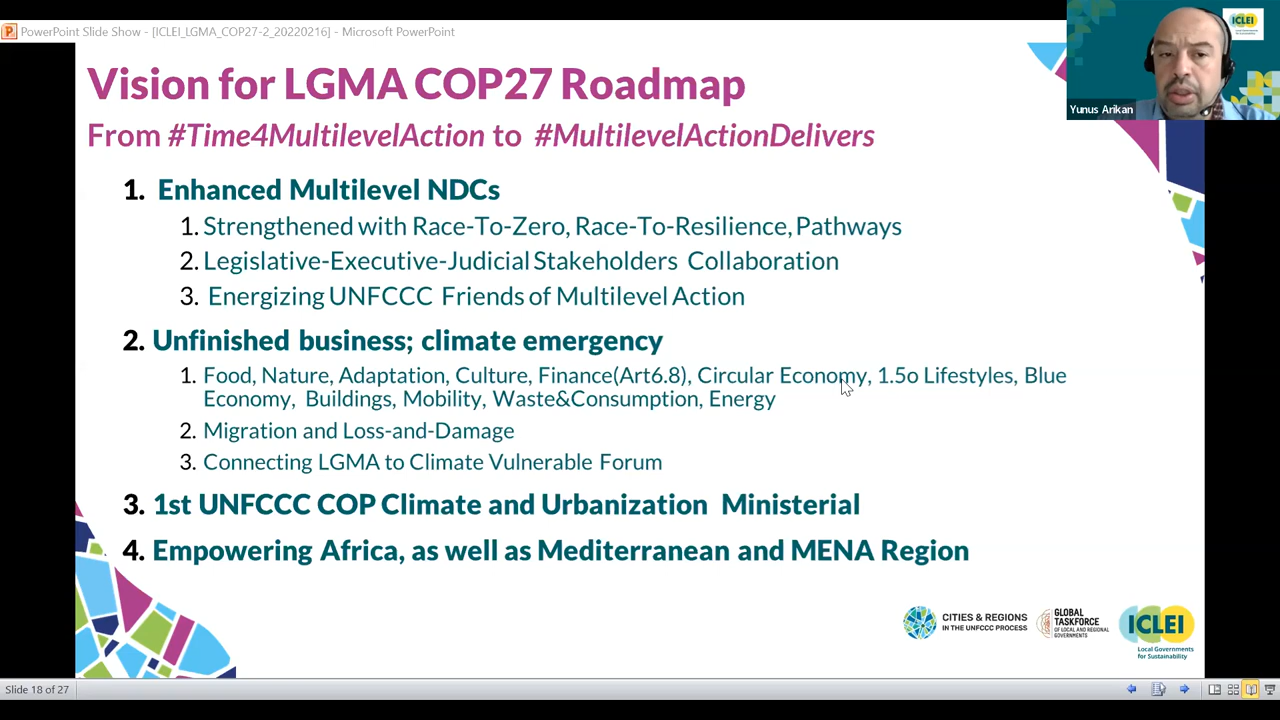 PowerPoint Slide Show - [ICLEI_LGMA_COP27-2_20220216] - Microsoft PowerPoint
ICLEI
Yunus Arikan
Vision for LGMA COP27 Roadmap
From #Time4MultilevelAction to #MultilevelActionDelivers
1. Enhanced Multilevel NDCs
1. Strengthened with Race-To-Zero, Race-To-Resilience, Pathways
2. Legislative-Executive-Judicial Stakeholders Collaboration
3. Energizing UNFCCC Friends of Multilevel Action
2. Unfinished business; climate emergency
1. Food, Nature, Adaptation, Culture, Finance(Art6.8), Circular Economy, 1.5o Lifestyles, Blue
Economy, Buildings, Mobility, Waste&Consumption, Energy
2. Migration and Loss-and-Damage
3. Connecting LGMA to Climate Vulnerable Forum
3. 1st UNFCCC COP Climate and Urbanization Ministerial
4. Empowering Africa, as well as Mediterranean and MENA Region
CITIES & REGIONS
IN THE UNFCCC PROCESS
GLOBAL
TASKFORCE
OF LOCAL AND REGIONAL
GOVERNMENTS
ICLEI
Local Governments
for Sustainability
Slide 18 of 27